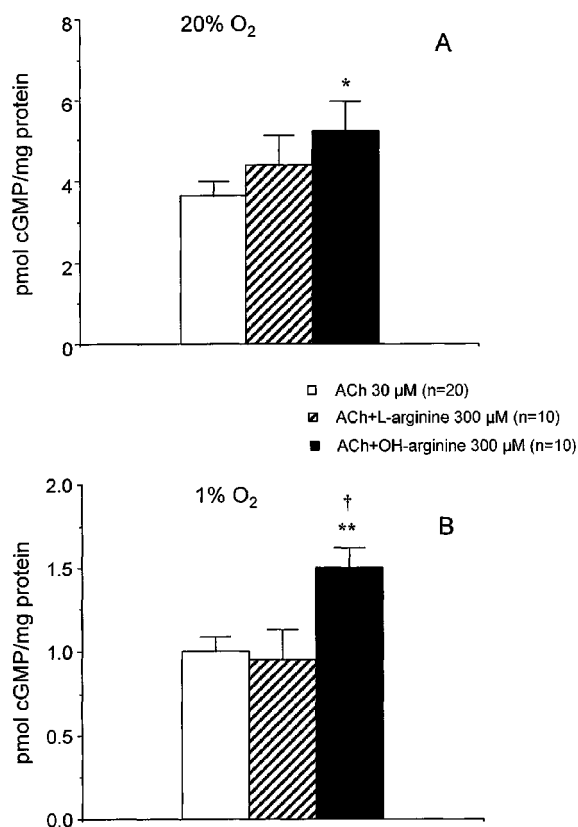 20% O₂
A
8
6
4
2
0
pmol cGMP/mg protein
*
ACh 30 µM (n=20)
ACh+L-arginine 300 µM (n=10)
ACh+OH-arginine 300 µM (n=10)
1% O₂
B
2.0
1.5
1.0
0.5
0.0
pmol cGMP/mg protein
†
**